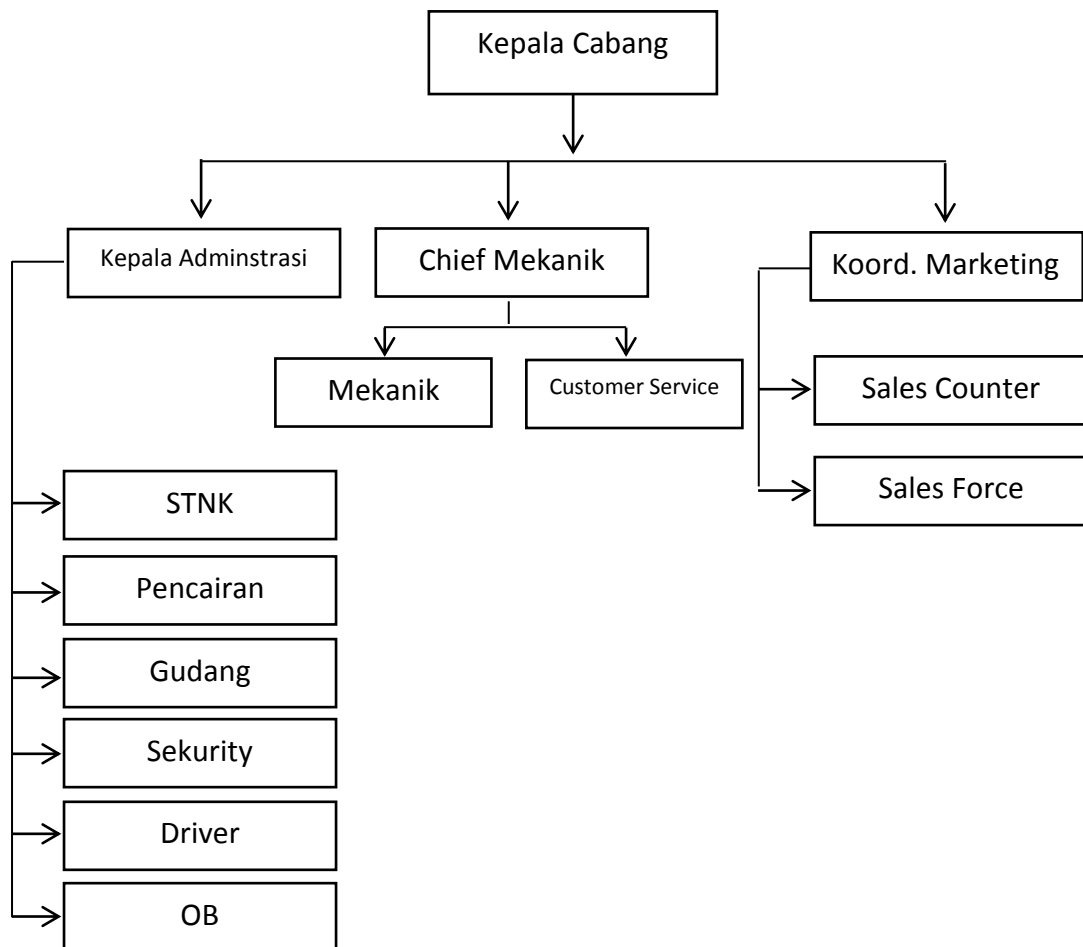 Kepala Cabang
Kepala Adminstrasi
Chief Mekanik
Koord. Marketing
Mekanik
Customer Service
Sales Counter
Sales Force
STNK
Pencairan
Gudang
Sekurity
Driver
OB